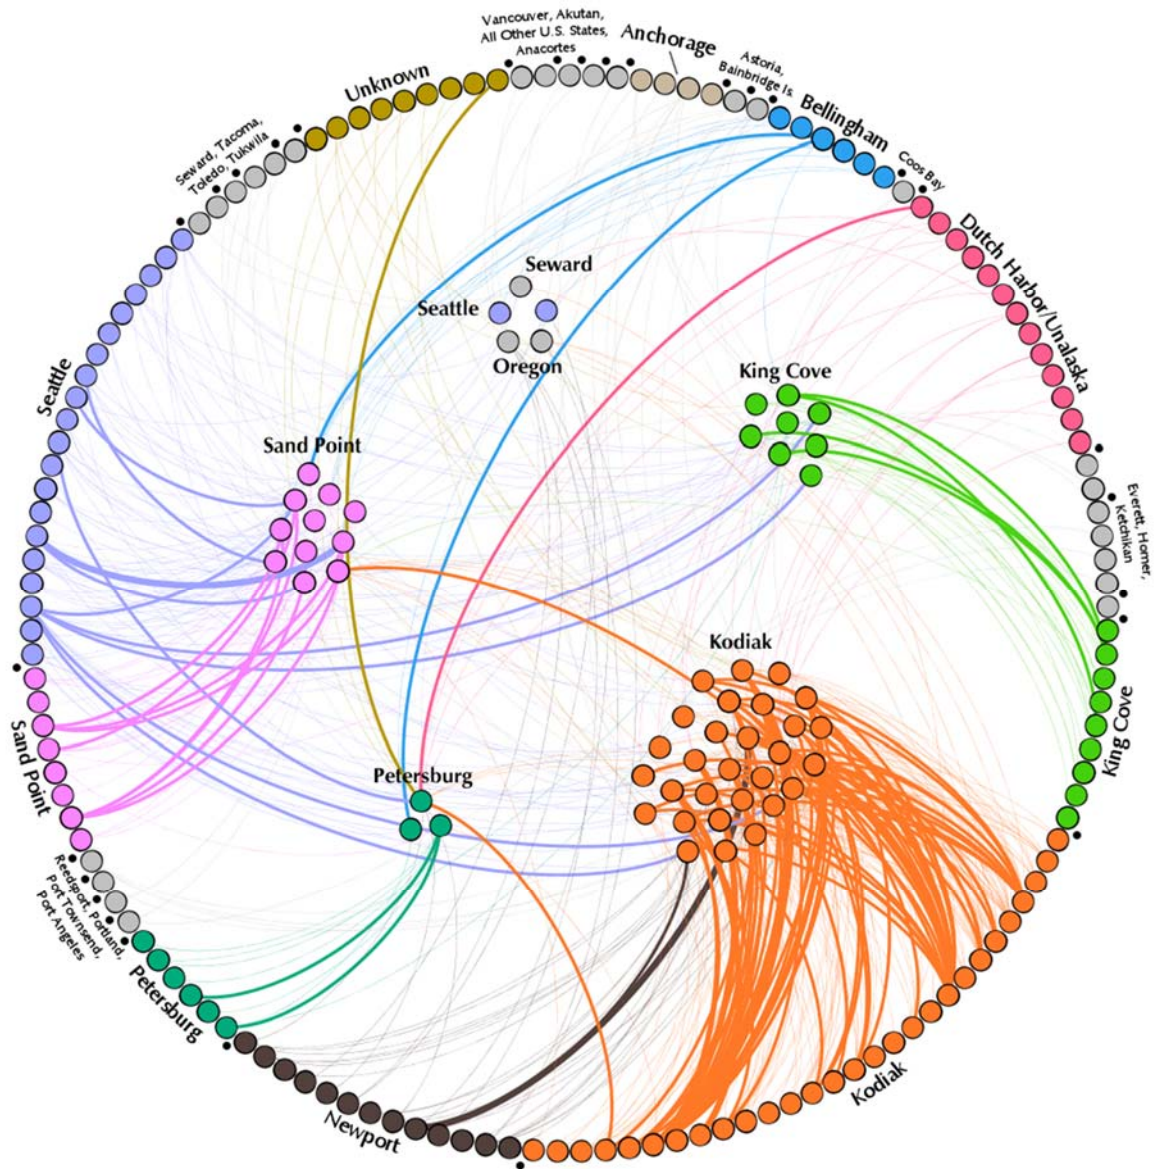 Vancouver, Akutan,
All Other U.S. States,
Anacortes
Anchorage
Astoria,
Bainbridge Is.
Bellingham
Coos Bay
Dutch Harbor/Unalaska
Everett, Homer,
Ketchikan
King Cove
Kodiak
Newport
Petersburg
Reedsport, Portland,
Port Townsend,
Port Angeles
Sand Point
Seattle
Seward, Tacoma,
Toledo, Tukwila
Unknown
Seward
Seattle
Oregon
King Cove
Sand Point
Kodiak
Petersburg